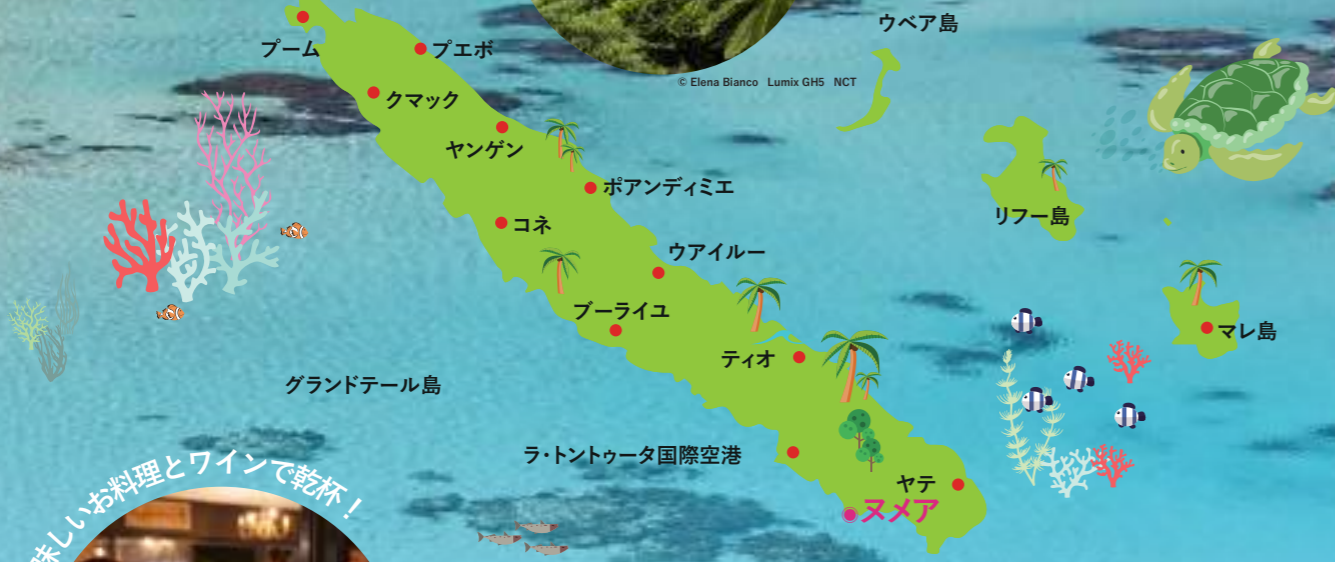 ウベア島
プーム
プエボ
© Elena Bianco Lumix GH5 NCT
クマック
ヤンゲン
ポアンディミエ
リフー島
コネ
ウアイルー
ブーライユ
マレ島
ティオ
グランドテール島
ラ・トントゥータ国際空港
ヤテ
ヌメア
味しいお料理とワインで乾杯！